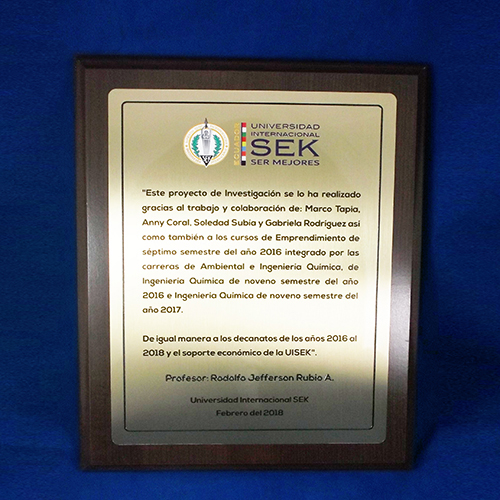 ECUADOR
UNIVERSIDAD
INTERNACIONAL
SEK
SER MEJORES
"Este proyecto de Investigación se lo ha realizado
gracias al trabajo y colaboración de: Marco Tapia,
Anny Coral, Soledad Subía y Gabriela Rodríguez así
como también a los cursos de Emprendimiento de
séptimo semestre del año 2016 integrado por las
carreras de Ambiental e Ingeniería Química, de
Ingeniería Química de noveno semestre del año
2016 e Ingeniería Química de noveno semestre del
año 2017.
De igual manera a los decanatos de los años 2016 al
2018 y el soporte económico de la UISEK".
Profesor: Rodolfo Jefferson Rubio A.
Universidad Internacional SEK
Febrero del 2018